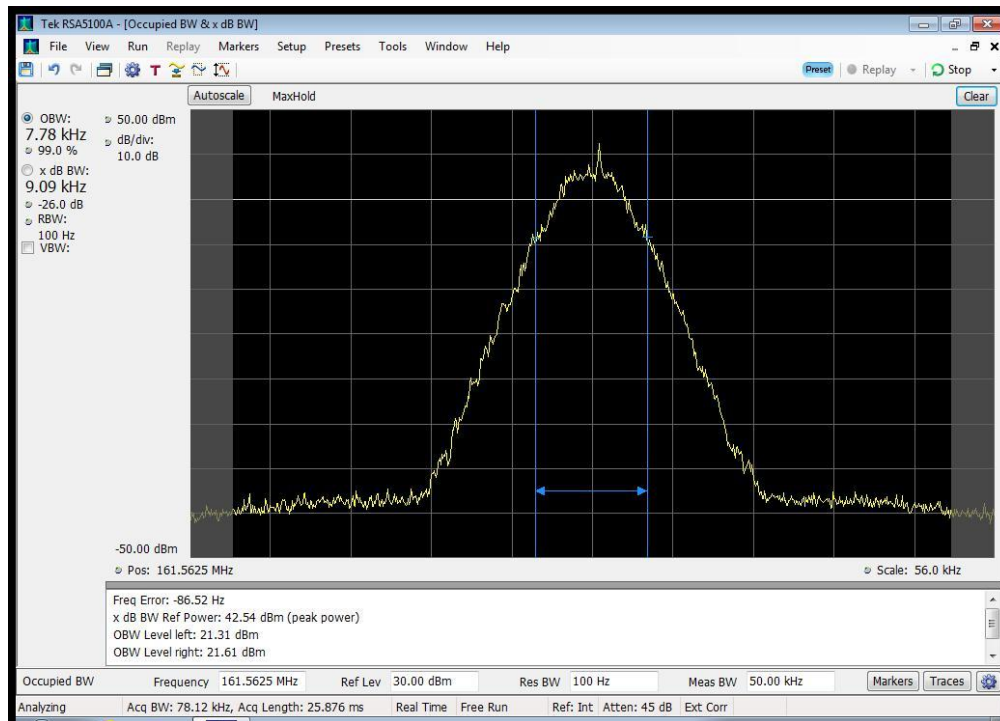 Tek RSA5100A - [Occupied BW & x dB BW]
File View Run Replay Markers Setup Presets Tools Window Help
Preset Replay Stop
Autoscale MaxHold Clear
OBW:
7.78 kHz
99.0 %
x dB BW:
9.09 kHz
-26.0 dB
RBW:
100 Hz
VBW:
50.00 dBm
dB/div:
10.0 dB
-50.00 dBm
Pos: 161.5625 MHz Scale: 56.0 kHz
Freq Error: -86.52 Hz
x dB BW Ref Power: 42.54 dBm (peak power)
OBW Level left: 21.31 dBm
OBW Level right: 21.61 dBm
Occupied BW Frequency 161.5625 MHz Ref Lev 30.00 dBm Res BW 100 Hz Meas BW 50.00 kHz Markers Traces
Analyzing Acq BW: 78.12 kHz, Acq Length: 25.876 ms Real Time Free Run Ref: Int Atten: 45 dB Ext Corr